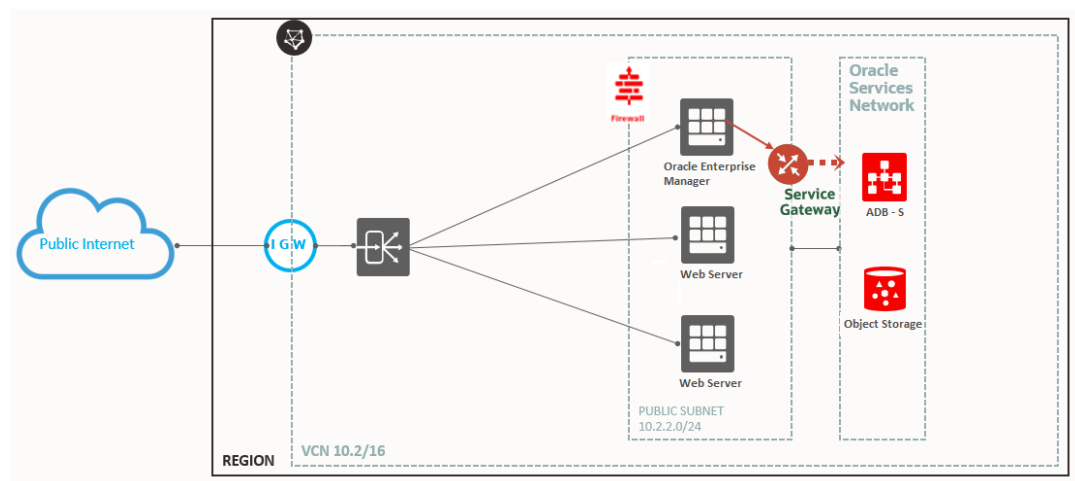 Oracle
Services
Network
Firewall
Oracle Enterprise
Manager
Service
Gateway
ADB - S
Public Internet
I G W
Web Server
Object Storage
Web Server
PUBLIC SUBNET
10.2.2.0/24
VCN 10.2/16
REGION